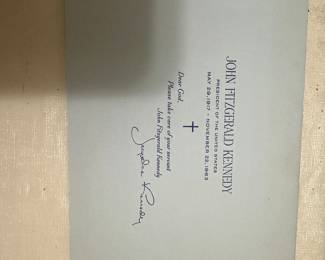 JOHN FITZGERALD KENNEDY
PRESIDENT OF THE UNITED STATES
MAY 29, 1917 – NOVEMBER 22, 1963
Dear God,
Please take care of your servant
John Fitzgerald Kennedy
Jacqueline Kennedy